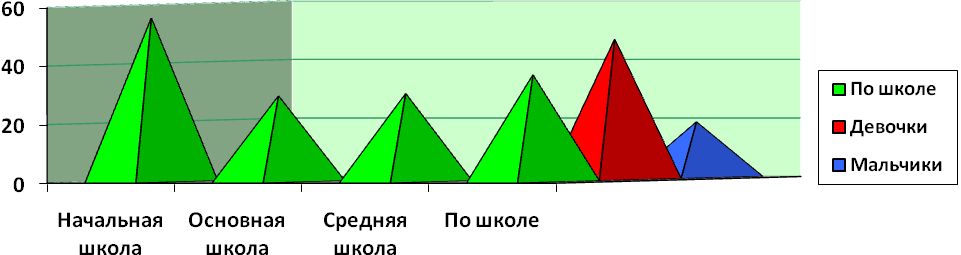 60
40
20
0
Начальная
школа
Основная
школа
Средняя
школа
По школе
По школе
Девочки
Мальчики